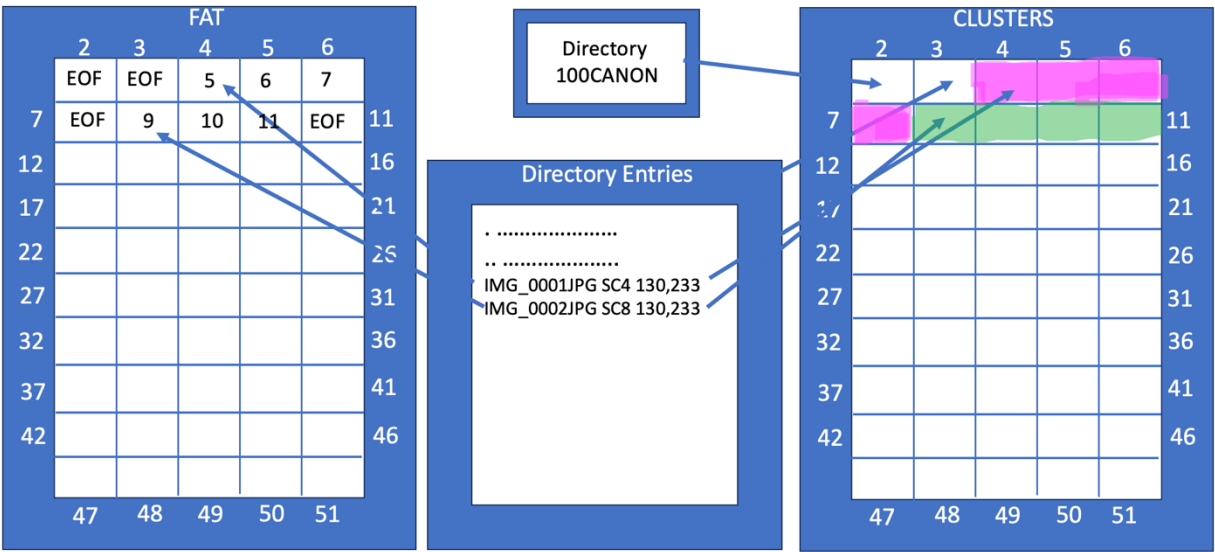 FAT
2 3 4 5 6
EOF EOF 5 6 7
7 EOF 9 10 11 EOF 11
12 16
17 21
22 26
27 31
32 36
37 41
42 46
47 48 49 50 51
Directory
100CANON
Directory Entries
. ......................
.. .....................
IMG_0001JPG SC4 130,233
IMG_0002JPG SC8 130,233
CLUSTERS
2 3 4 5 6
7 11
12 16
17 21
22 26
27 31
32 36
37 41
42 46
47 48 49 50 51